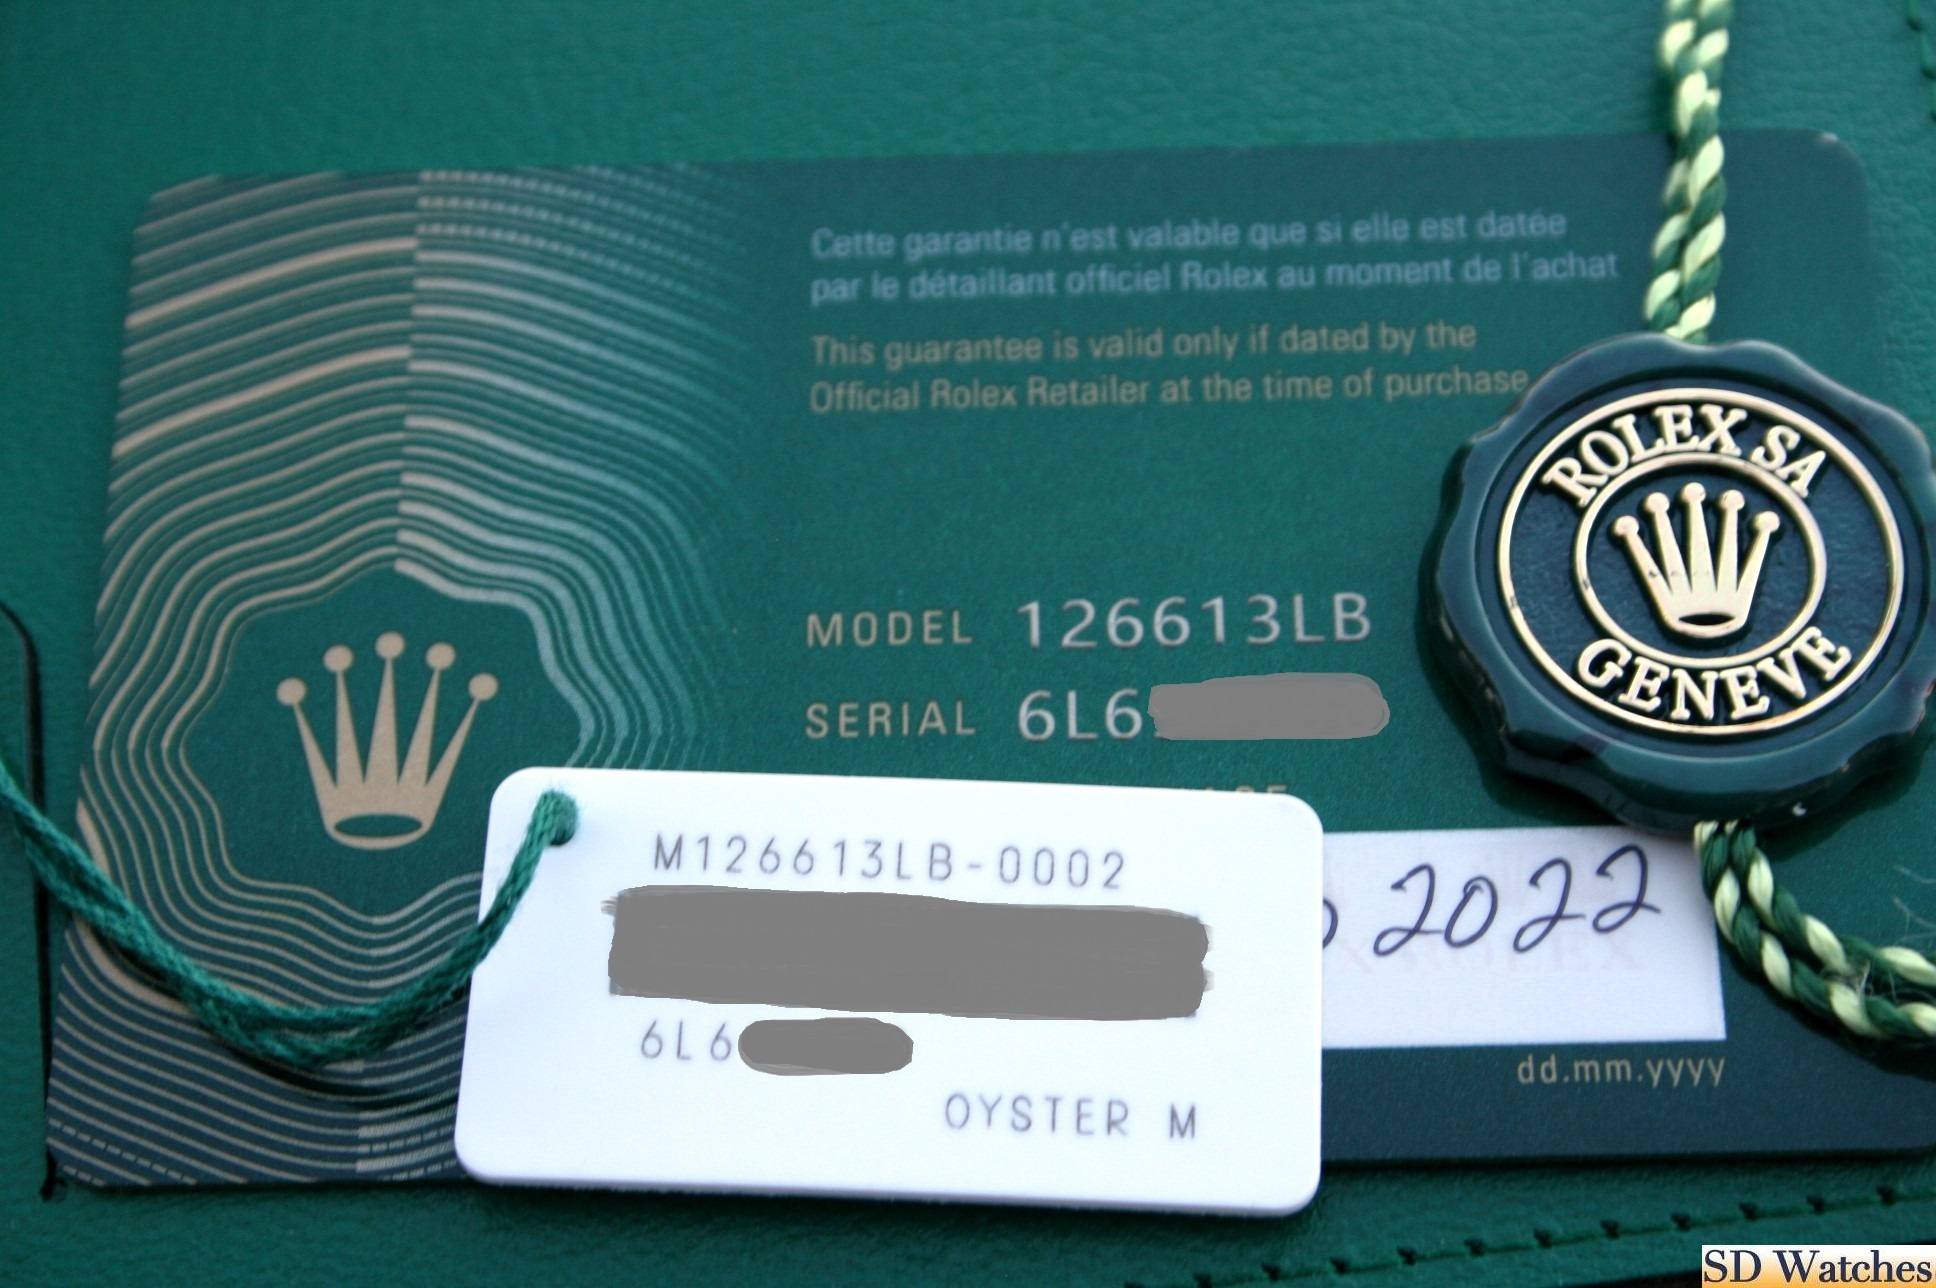 Cette garantie n'est valable que si elle est datée
par le détaillant officiel Rolex au moment de l'achat
This guarantee is valid only if dated by the
Official Rolex Retailer at the time of purchase
ROLEX SA
GENEVE
MODEL 126613LB
SERIAL 6L6
M126613LB-0002
2022
6L6
dd.mm.yyyy
OYSTER M
SD Watches